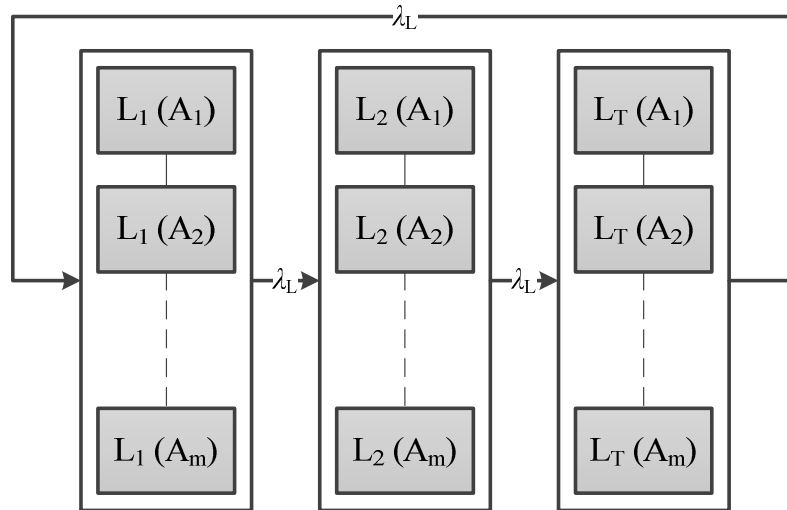 λL
L1 (A1) L2 (A1) LT (A1)
L1 (A2) L2 (A2) LT (A2)
λL λL
L1 (Am) L2 (Am) LT (Am)